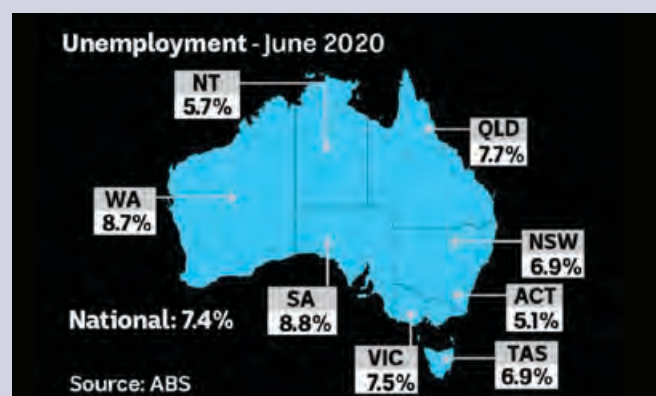 Unemployment - June 2020
NT
5.7%
QLD
7.7%
WA
8.7%
NSW
6.9%
SA
8.8%
ACT
5.1%
National: 7.4%
VIC
7.5%
TAS
6.9%
Source: ABS